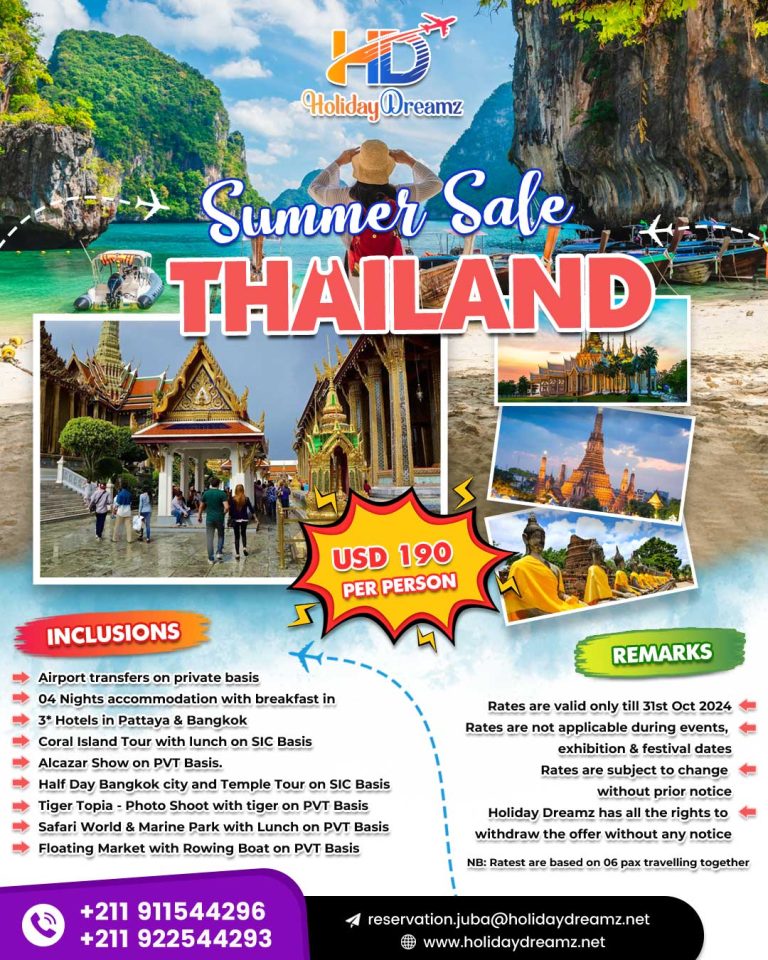 HD
Holiday Dreamz
Summer Sale
THAILAND
USD 190
PER PERSON
INCLUSIONS
Airport transfers on private basis
04 Nights accommodation with breakfast in
3* Hotels in Pattaya & Bangkok
Coral Island Tour with lunch on SIC Basis
Alcazar Show on PVT Basis.
Half Day Bangkok city and Temple Tour on SIC Basis
Tiger Topia - Photo Shoot with tiger on PVT Basis
Safari World & Marine Park with Lunch on PVT Basis
Floating Market with Rowing Boat on PVT Basis
REMARKS
Rates are valid only till 31st Oct 2024
Rates are not applicable during events,
exhibition & festival dates
Rates are subject to change
without prior notice
Holiday Dreamz has all the rights to
withdraw the offer without any notice
NB: Ratest are based on 06 pax travelling together
+211 911544296
+211 922544293
reservation.juba@holidaydreamz.net
www.holidaydreamz.net